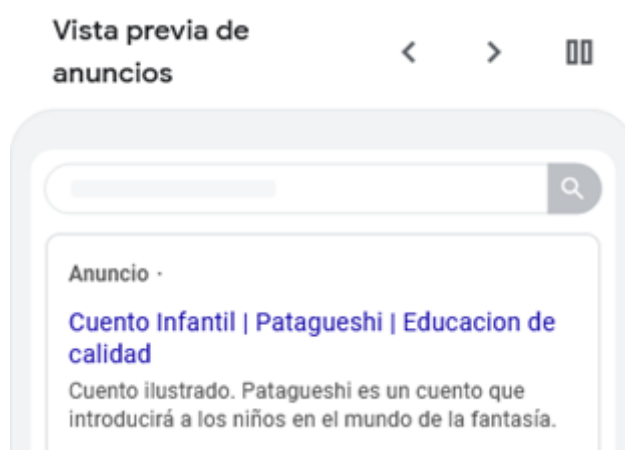 Vista previa de
anuncios
Anuncio ·
Cuento Infantil | Patagueshi | Educacion de
calidad
Cuento ilustrado. Patagueshi es un cuento que
introducirá a los niños en el mundo de la fantasía.